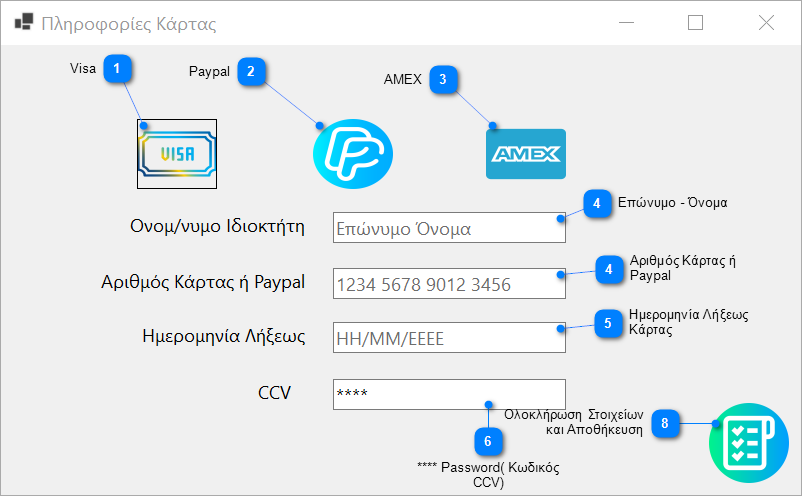 Πληροφορίες Κάρτας
Visa 1
Paypal 2
AMEX 3
VISA
AMEX
Ονομ/νυμο Ιδιοκτήτη
Επώνυμο Όνομα
4 Επώνυμο - Όνομα
Αριθμός Κάρτας ή Paypal
1234 5678 9012 3456
4 Αριθμός Κάρτας ή
Paypal
Ημερομηνία Λήξεως
HH/MM/EEEE
5 Ημερομηνία Λήξεως
Κάρτας
CCV
****
Ολοκλήρωση Στοιχείων
και Αποθήκευση
8
6
**** Password( Κωδικός
CCV)